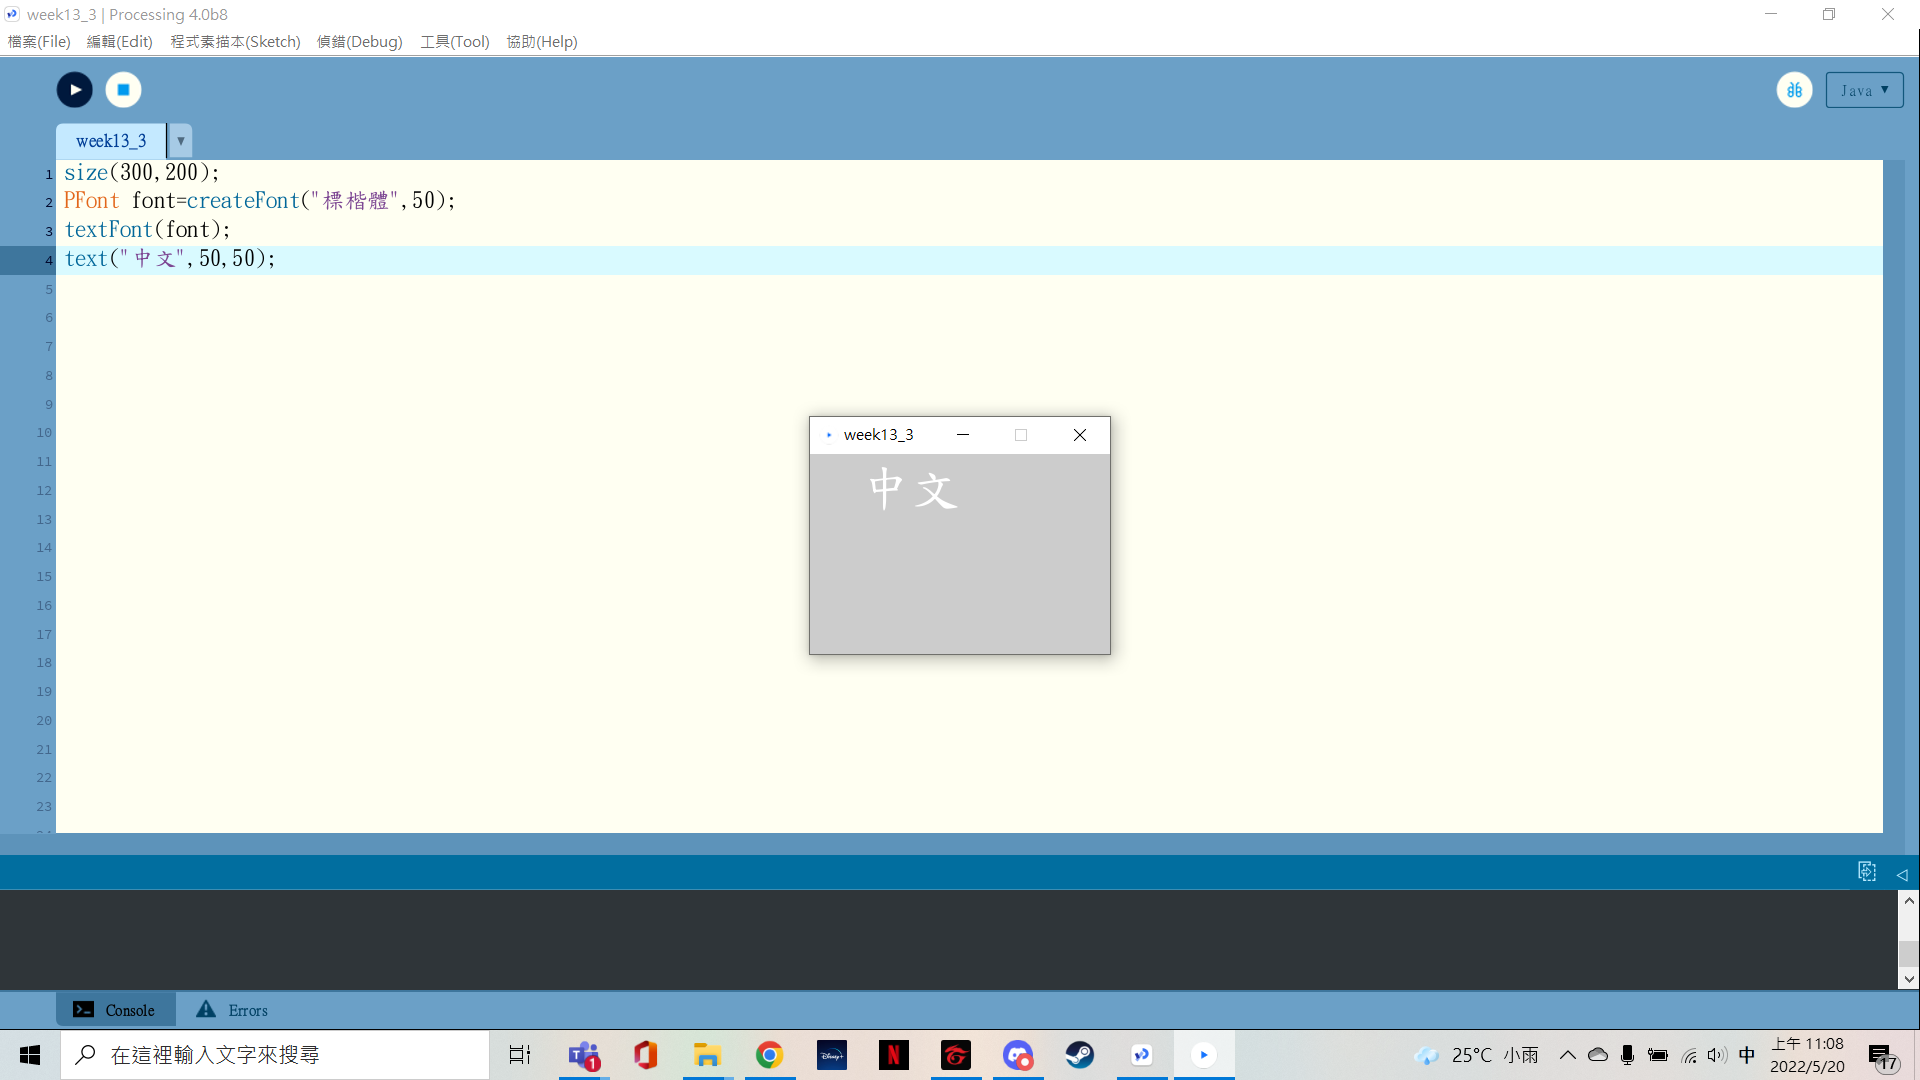 week13_3 | Processing 4.0b8
檔案(File) 編輯(Edit) 程式素描本(Sketch) 偵錯(Debug) 工具(Tool) 協助(Help)
Java ▼
week13_3 ▼
1 size(300,200);
2 PFont font=createFont("標楷體",50);
3 textFont(font);
4 text("中文",50,50);
5
6
7
8
9
10
11
12
13
14
15
16
17
18
19
20
21
22
23
week13_3
中文
Console Errors
在這裡輸入文字來搜尋
1
Disney+
N
25°C 小雨
中
上午 11:08
2022/5/20
17